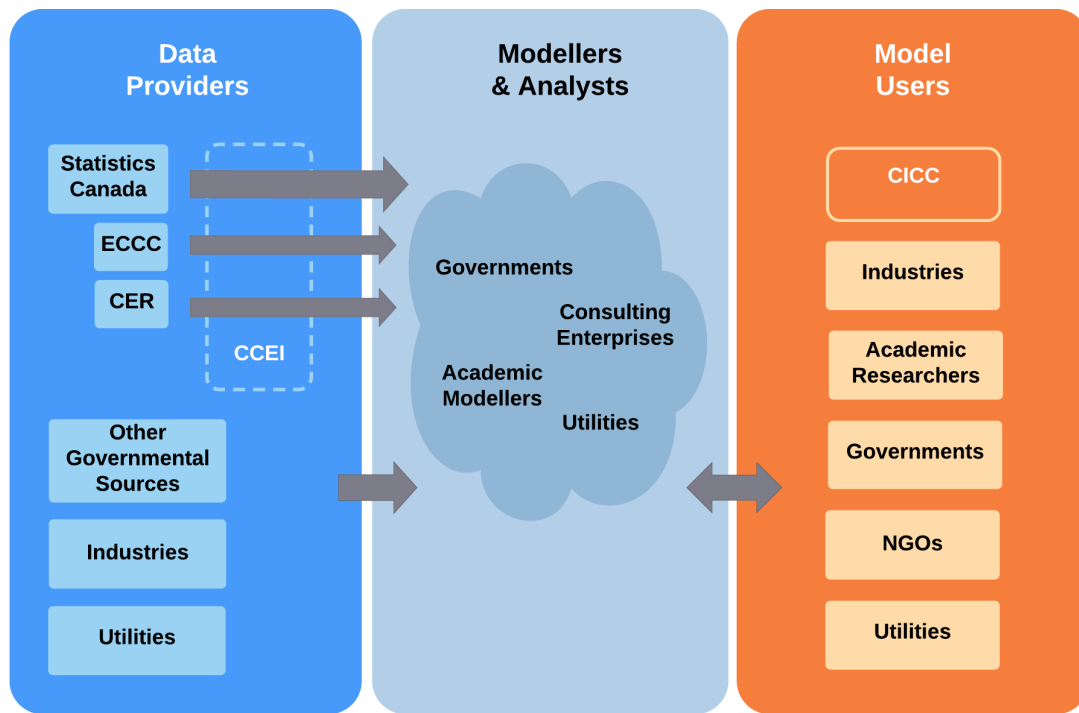 Data
Providers
Statistics
Canada
ECCC
CER
CCEI
Other
Governmental
Sources
Industries
Utilities
Modellers
& Analysts
Governments
Consulting
Enterprises
Academic
Modellers
Utilities
Model
Users
CICC
Industries
Academic
Researchers
Governments
NGOs
Utilities